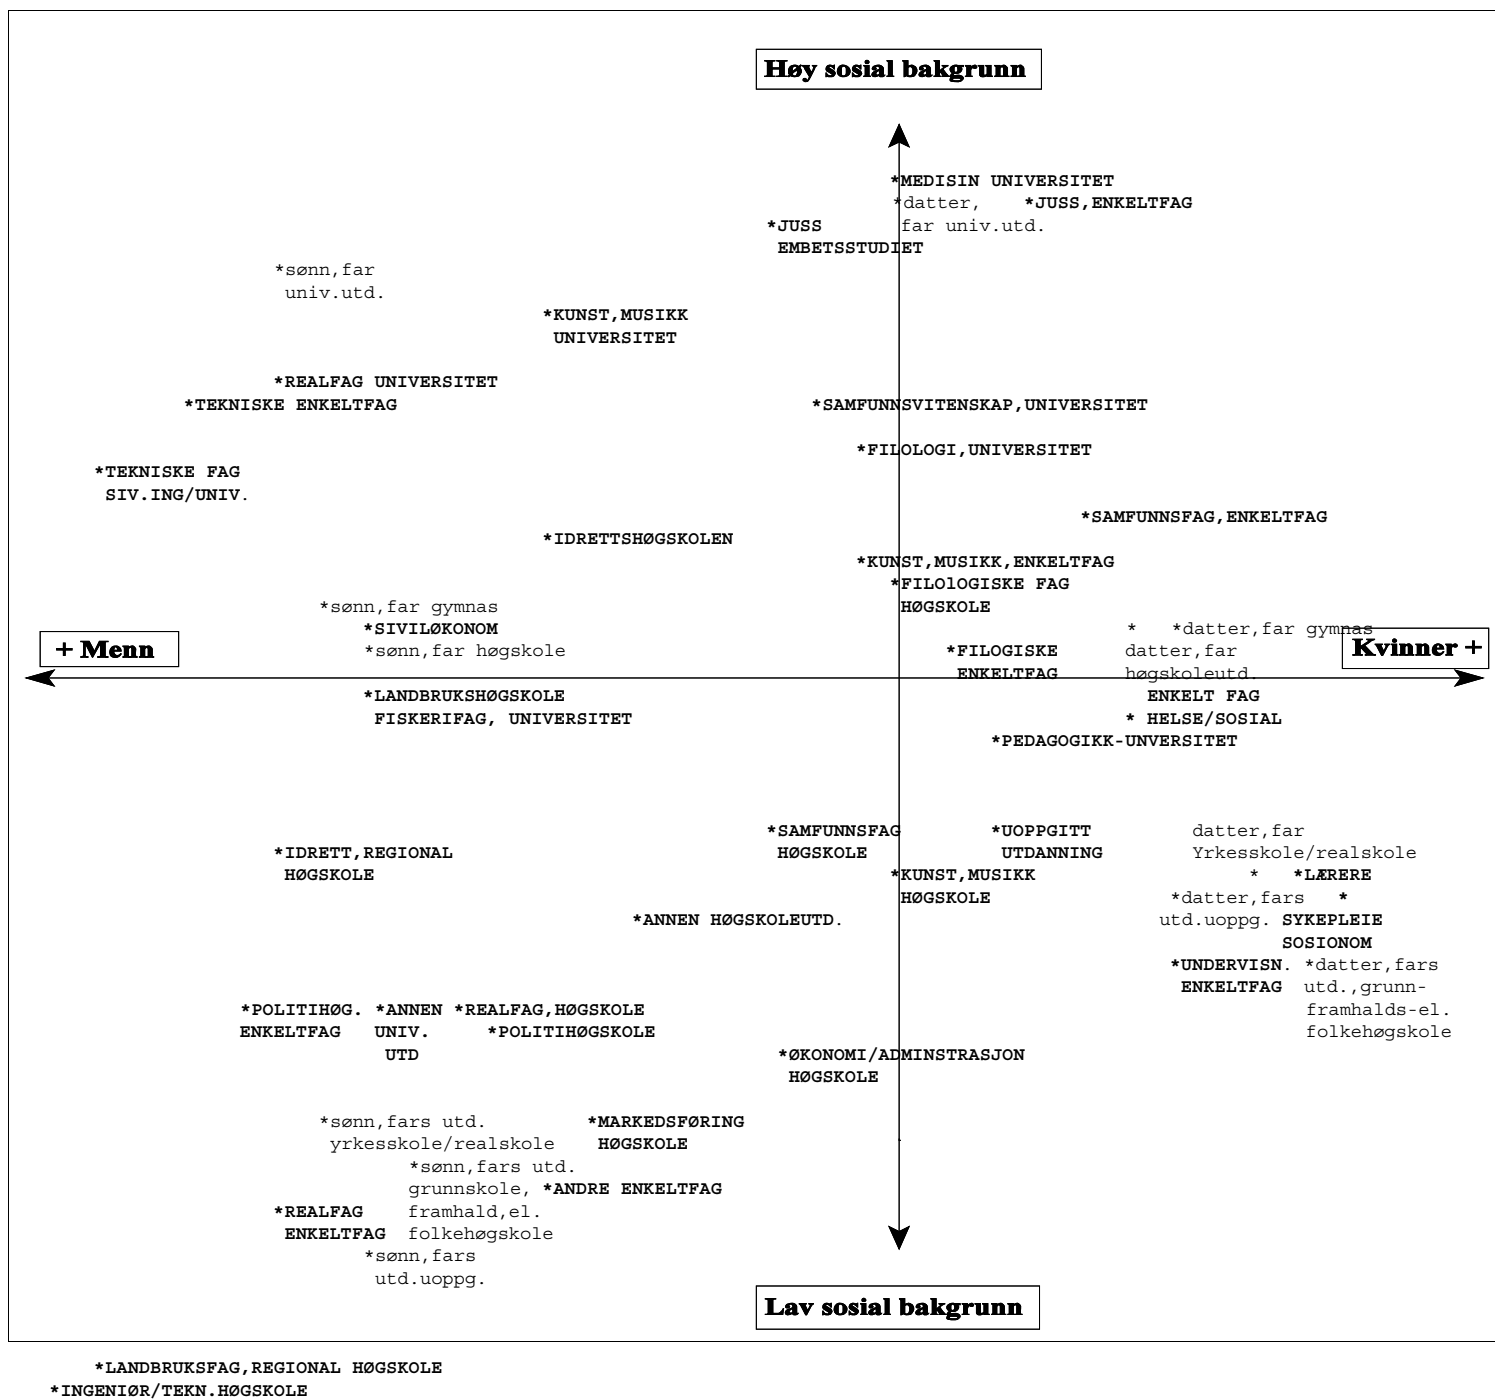 Høy sosial bakgrunn
*MEDISIN UNIVERSITET
*datter, *JUSS,ENKELTFAG
*JUSS far univ.utd.
EMBETSSTUDIET
*sønn,far
univ.utd.
*KUNST,MUSIKK
UNIVERSITET
*REALFAG UNIVERSITET
*TEKNISKE ENKELTFAG *SAMFUNNSVITENSKAP,UNIVERSITET
*FILOLOGI,UNIVERSITET
*TEKNISKE FAG
SIV.ING/UNIV.
*SAMFUNNSFAG,ENKELTFAG
*IDRETTSHØGSKOLEN
*KUNST,MUSIKK,ENKELTFAG
*FILOlOGISKE FAG
*sønn,far gymnas HØGSKOLE
*SIVILØKONOM * *datter,far gymnas
+ Menn *sønn,far høgskole *FILOGISKE datter,far Kvinner +
ENKELTFAG høgskoleutd.
*LANDBRUKSHØGSKOLE ENKELT FAG
FISKERIFAG, UNIVERSITET * HELSE/SOSIAL
*PEDAGOGIKK-UNVERSITET
*SAMFUNNSFAG *UOPPGITT datter,far
*IDRETT,REGIONAL HØGSKOLE UTDANNING Yrkesskole/realskole
HØGSKOLE *KUNST,MUSIKK * *LÆRERE
HØGSKOLE *datter,fars *
*ANNEN HØGSKOLEUTD. utd.uoppg. SYKEPLEIE
SOSIONOM
*UNDERVISN. *datter,fars
ENKELTFAG utd.,grunn-
*POLITIHØG. *ANNEN *REALFAG,HØGSKOLE framhalds-el.
ENKELTFAG UNIV. *POLITIHØGSKOLE folkehøgskole
UTD *ØKONOMI/ADMINSTRASJON
HØGSKOLE
*sønn,fars utd. *MARKEDSFØRING
yrkesskole/realskole HØGSKOLE
*sønn,fars utd.
grunnskole, *ANDRE ENKELTFAG
*REALFAG framhald,el.
ENKELTFAG folkehøgskole
*sønn,fars
utd.uoppg.
Lav sosial bakgrunn
*LANDBRUKSFAG,REGIONAL HØGSKOLE
*INGENIØR/TEKN.HØGSKOLE